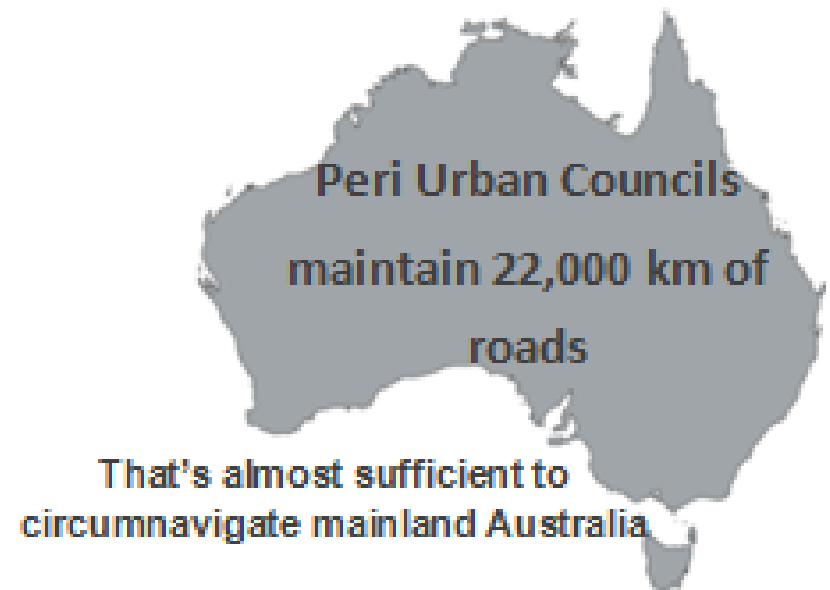 Peri Urban Councils
maintain 22,000 km of
roads
That's almost sufficient to
circumnavigate mainland Australia